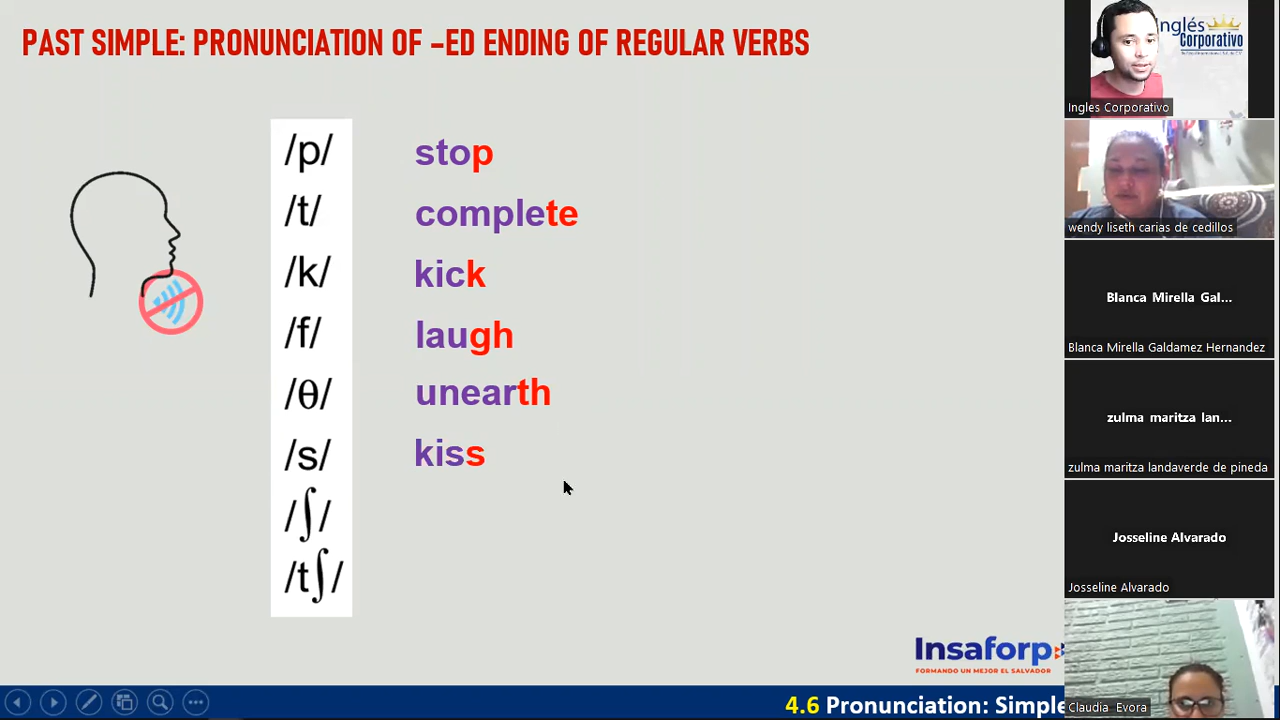 PAST SIMPLE: PRONUNCIATION OF -ED ENDING OF REGULAR VERBS
/p/ stop
/t/ complete
/k/ kick
/f/ laugh
/θ/ unearth
/s/ kiss
/ʃ/
/tʃ/
Insaforp
FORMANDO UN MEJOR EL SALVADOR
4.6 Pronunciation: Simple
Inglés
Corporativo
Ingles Corporativo
wendy liseth carias de cedillos
Blanca Mirella Gal...
Blanca Mirella Galdamez Hernandez
zulma maritza lan...
zulma maritza landaverde de pineda
Josseline Alvarado
Josseline Alvarado
Claudia Evora